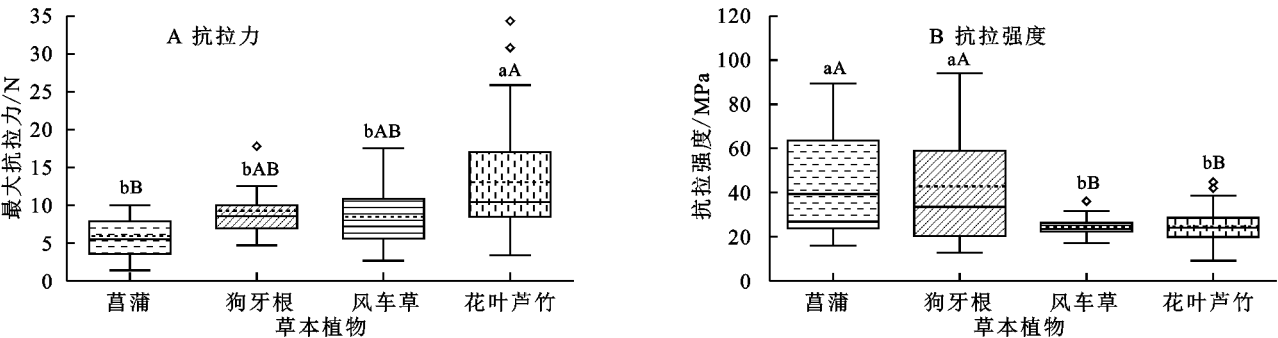 A 抗拉力
最大抗拉力/N
35
30
25
20
15
10
5
0
bB
bAB
bAB
aA
菖蒲
狗牙根
风车草
花叶芦竹
草本植物
B 抗拉强度
抗拉强度/MPa
120
100
80
60
40
20
0
aA
aA
bB
bB
菖蒲
狗牙根
风车草
花叶芦竹
草本植物